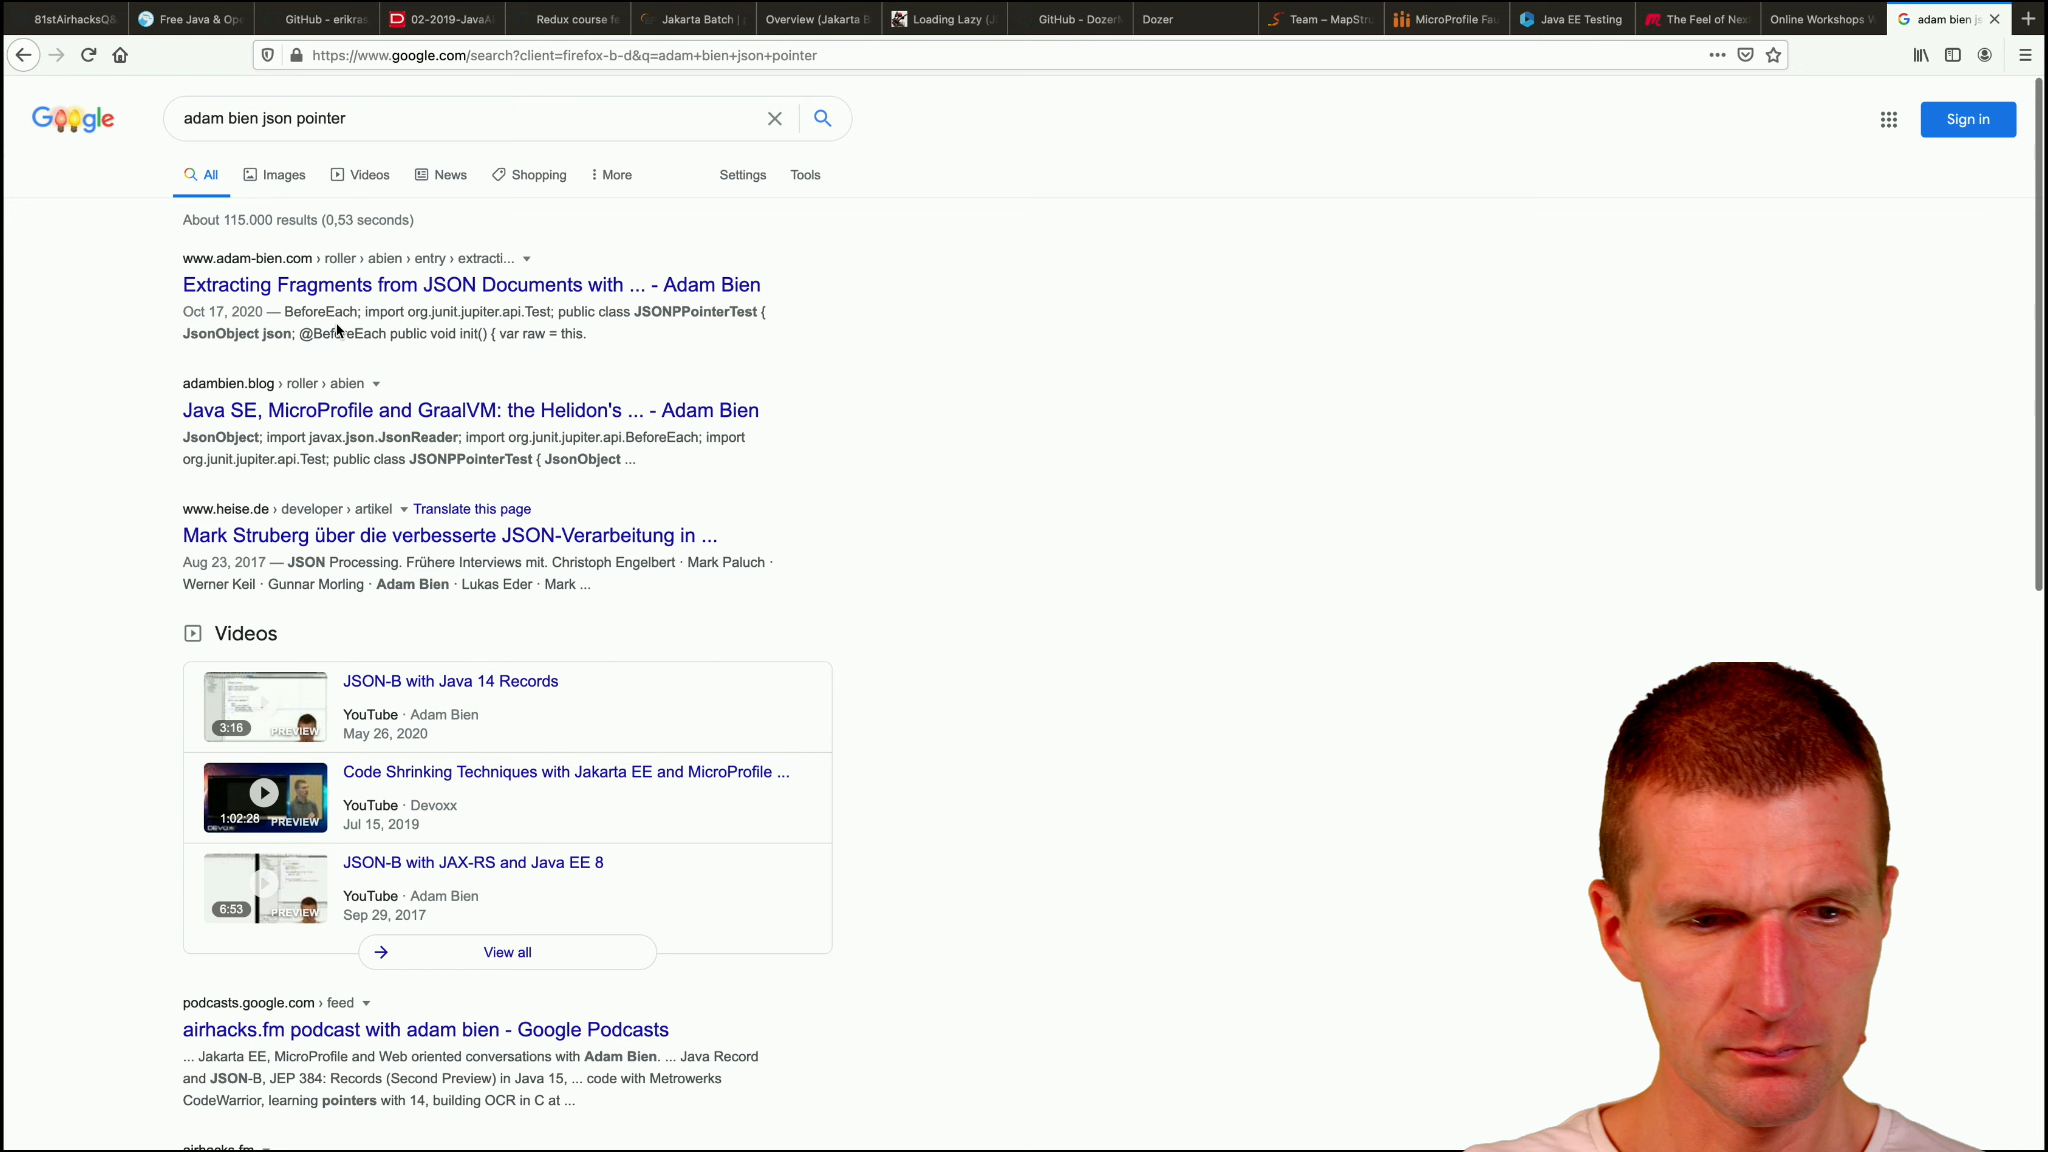 81stAirhacksQ&
Free Java & Ope
GitHub - erikras
02-2019-JavaA
Redux course fe
Jakarta Batch |
Overview (Jakarta B
Loading Lazy (J
GitHub - Dozer
Dozer
Team – MapStru
MicroProfile Fau
Java EE Testing
The Feel of Nex
Online Workshops
adam bien js
https://www.google.com/search?client=firefox-b-d&q=adam+bien+json+pointer
Google
adam bien json pointer
Sign in
All Images Videos News Shopping More Settings Tools
About 115.000 results (0,53 seconds)
www.adam-bien.com › roller › abien › entry › extracti...
Extracting Fragments from JSON Documents with ... - Adam Bien
Oct 17, 2020 — BeforeEach; import org.junit.jupiter.api.Test; public class JSONPPointerTest {
JsonObject json; @BeforeEach public void init() { var raw = this.
adambien.blog › roller › abien
Java SE, MicroProfile and GraalVM: the Helidon's ... - Adam Bien
JsonObject; import javax.json.JsonReader; import org.junit.jupiter.api.BeforeEach; import
org.junit.jupiter.api.Test; public class JSONPPointerTest { JsonObject ...
www.heise.de › developer › artikel Translate this page
Mark Struberg über die verbesserte JSON-Verarbeitung in ...
Aug 23, 2017 — JSON Processing. Frühere Interviews mit. Christoph Engelbert · Mark Paluch ·
Werner Keil · Gunnar Morling · Adam Bien · Lukas Eder · Mark ...
Videos
3:16 PREVIEW
JSON-B with Java 14 Records
YouTube · Adam Bien
May 26, 2020
1:02:28 PREVIEW
DEVOXX
Code Shrinking Techniques with Jakarta EE and MicroProfile ...
YouTube · Devoxx
Jul 15, 2019
6:53 PREVIEW
JSON-B with JAX-RS and Java EE 8
YouTube · Adam Bien
Sep 29, 2017
View all
podcasts.google.com › feed
airhacks.fm podcast with adam bien - Google Podcasts
... Jakarta EE, MicroProfile and Web oriented conversations with Adam Bien. ... Java Record
and JSON-B, JEP 384: Records (Second Preview) in Java 15, ... code with Metrowerks
CodeWarrior, learning pointers with 14, building OCR in C at ...
airhacks.fm